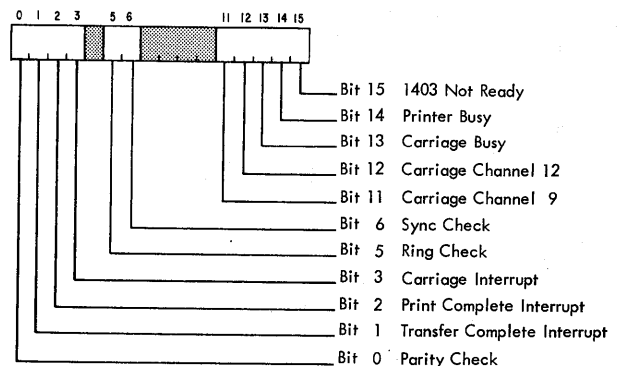 0 1 2 3 5 6 11 12 13 14 15
Bit 15 1403 Not Ready
Bit 14 Printer Busy
Bit 13 Carriage Busy
Bit 12 Carriage Channel 12
Bit 11 Carriage Channel 9
Bit 6 Sync Check
Bit 5 Ring Check
Bit 3 Carriage Interrupt
Bit 2 Print Complete Interrupt
Bit 1 Transfer Complete Interrupt
Bit 0 Parity Check